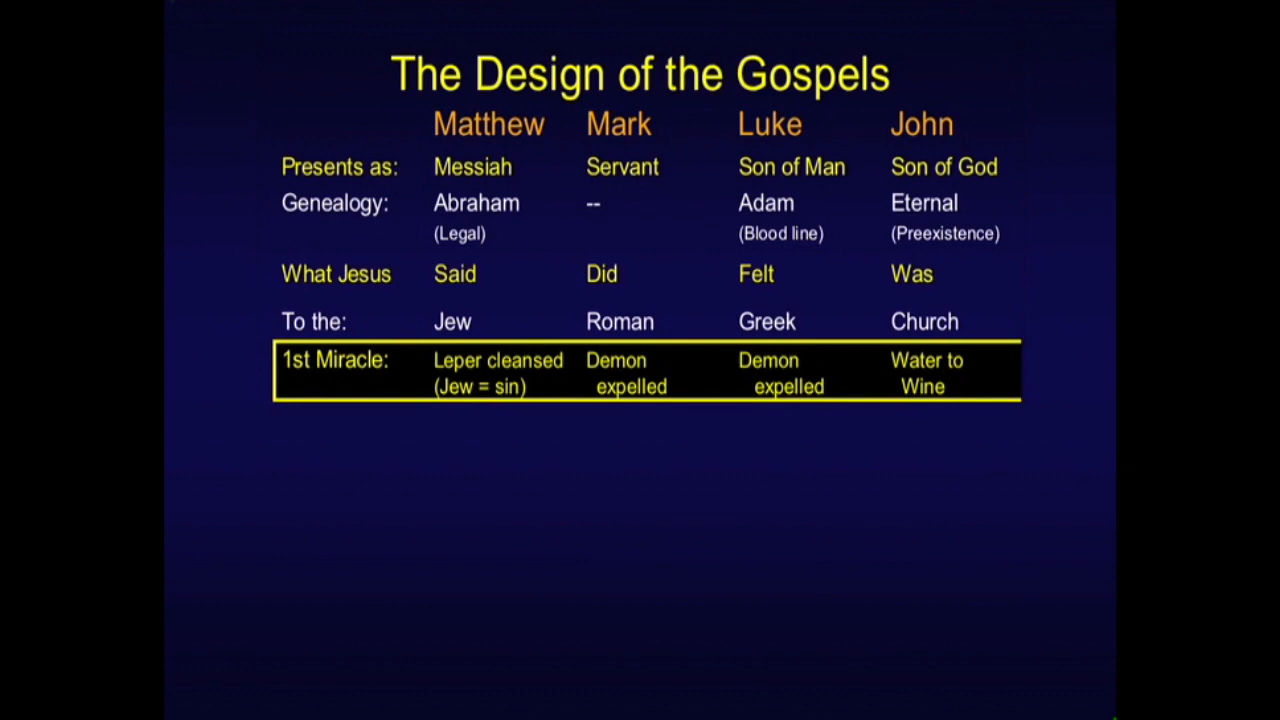 The Design of the Gospels
Matthew Mark Luke John
Presents as: Messiah Servant Son of Man Son of God
Genealogy: Abraham -- Adam Eternal
(Legal) (Blood line) (Preexistence)
What Jesus Said Did Felt Was
To the: Jew Roman Greek Church
1st Miracle: Leper cleansed Demon Demon Water to
(Jew = sin) expelled expelled Wine